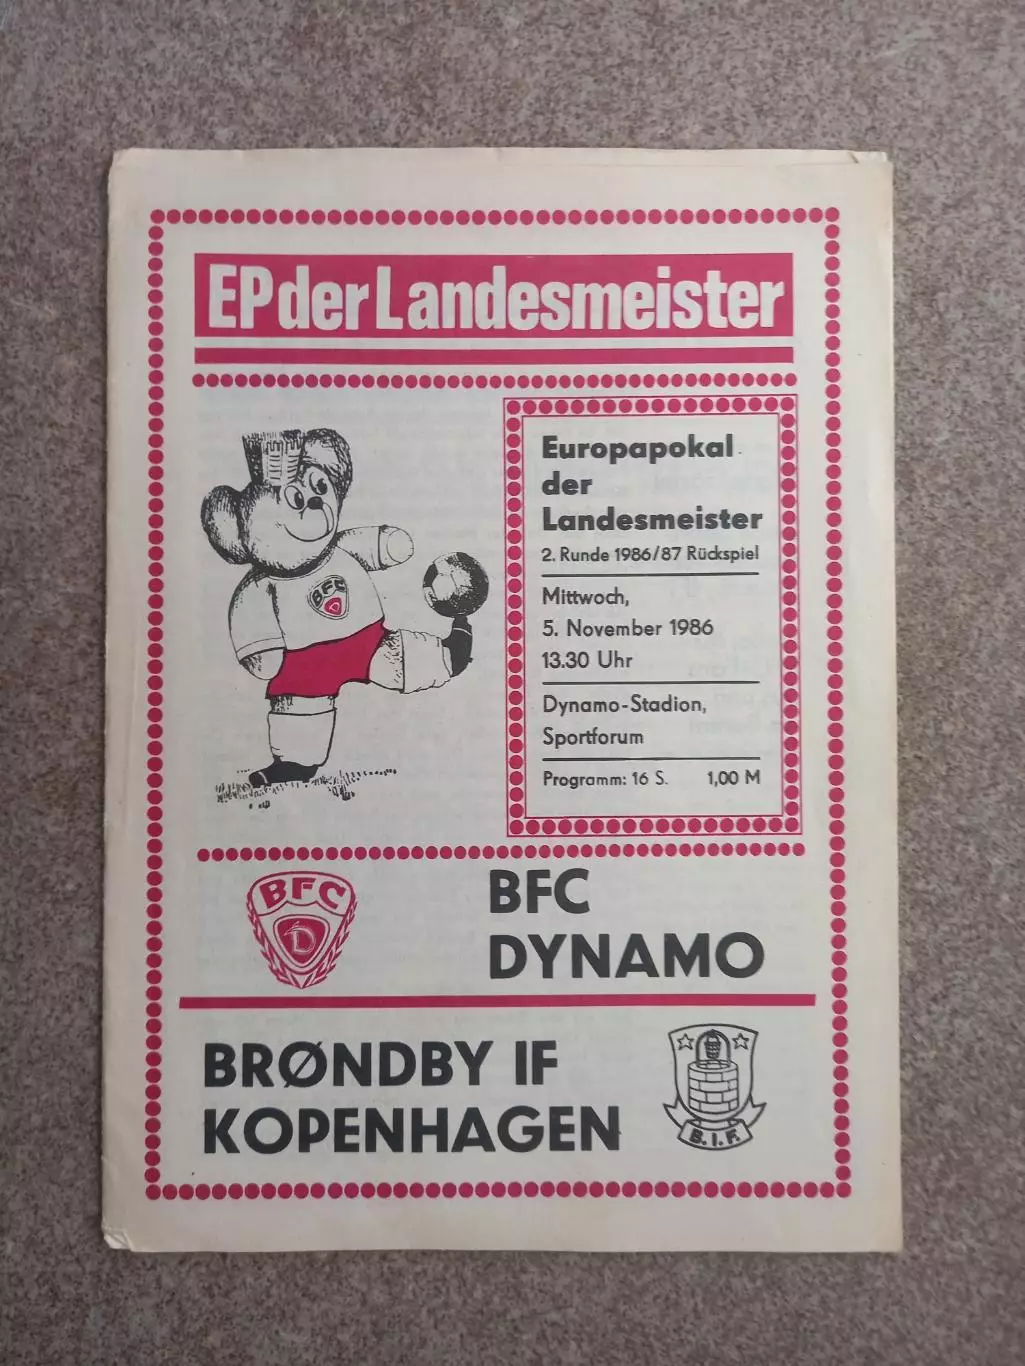 EP der Landesmeister
Europapokal
der
Landesmeister
2. Runde 1986/87 Rückspiel
Mittwoch,
5. November 1986
13.30 Uhr
Dynamo-Stadion,
Sportforum
Programm: 16 S. 1,00 M
BFC
D
BFC
D
BFC
DYNAMO
BRØNDBY IF
KOPENHAGEN
B.I.F.